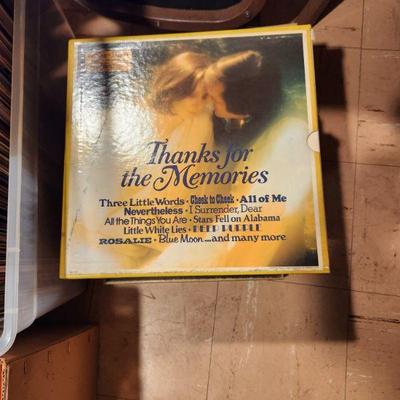 Thanks for
the Memories
Three Little Words • Cheek to Cheek • All of Me
Nevertheless • I Surrender, Dear
All the Things You Are • Stars Fell on Alabama
Little White Lies • DEEP PURPLE
ROSALIE • Blue Moon ...and many more